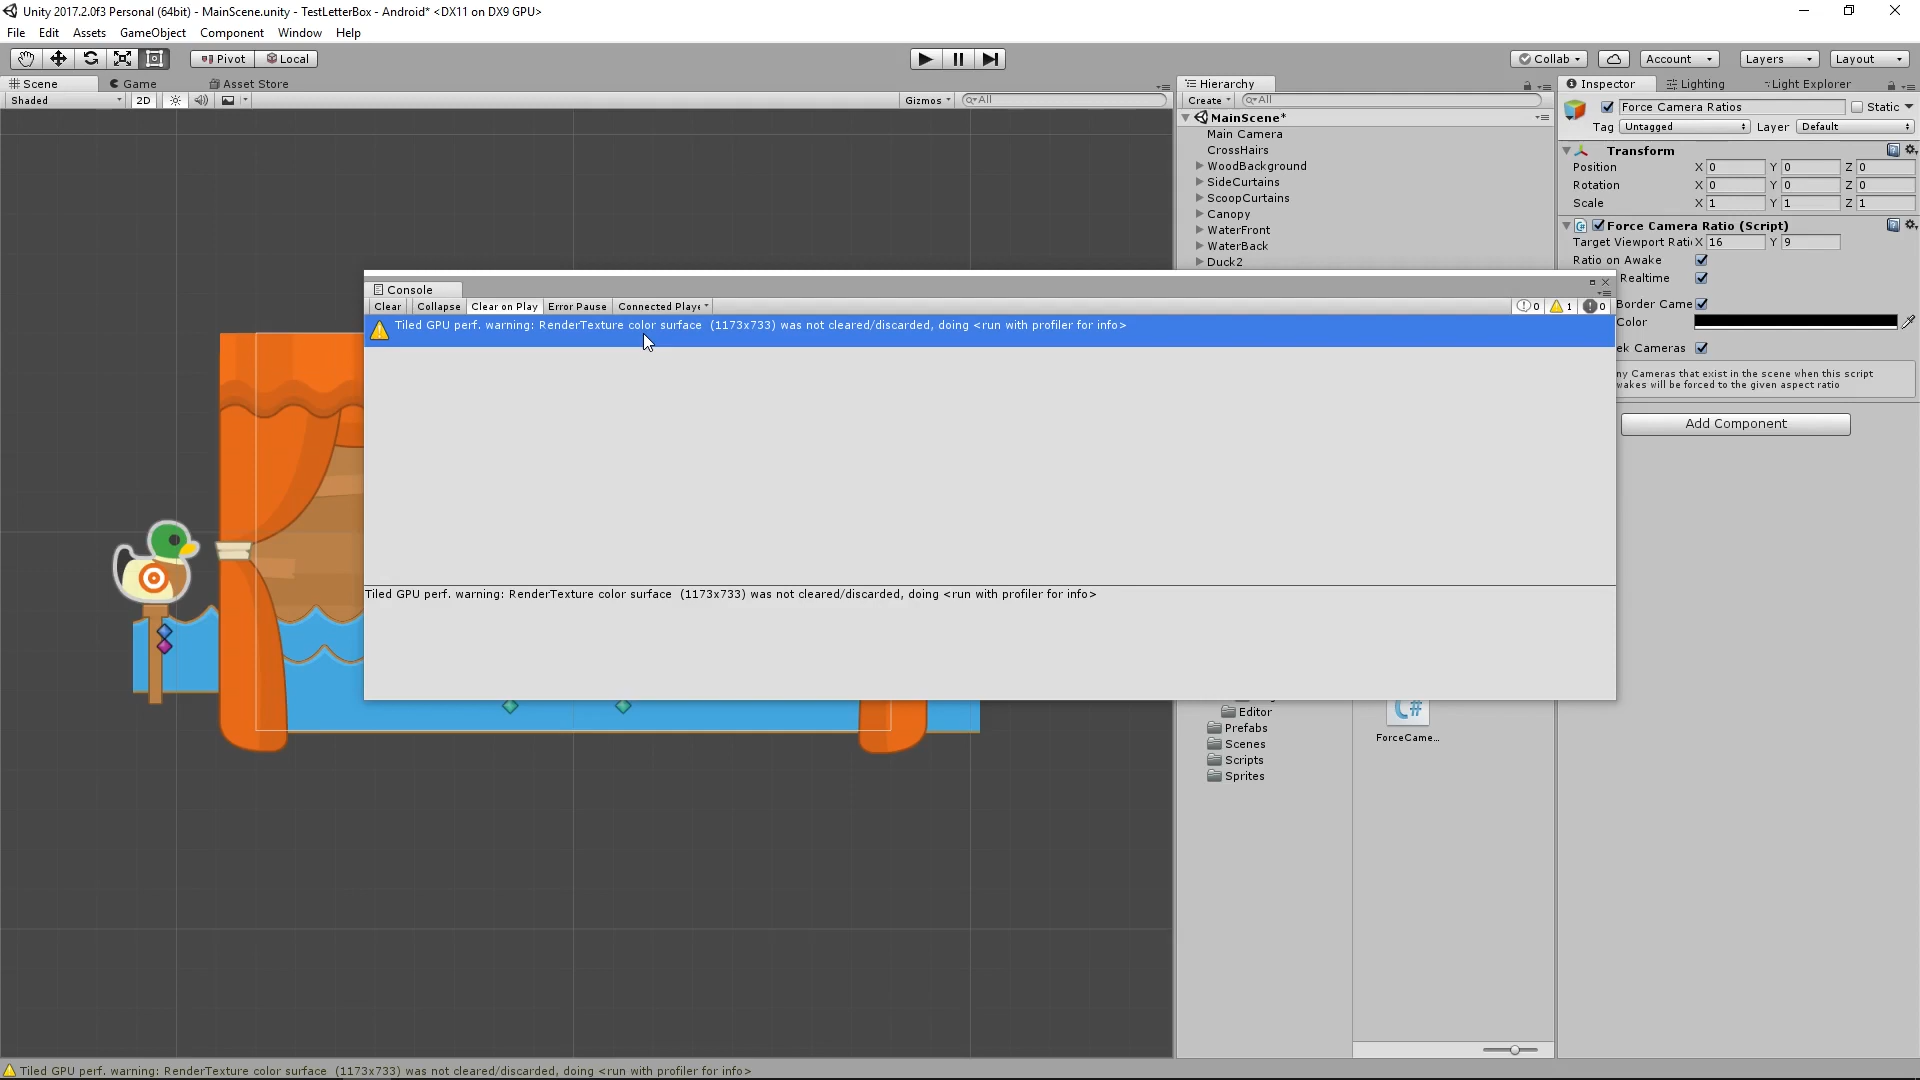 Unity 2017.2.0f3 Personal (64bit) - MainScene.unity - TestLetterBox - Android* <DX11 on DX9 GPU>
File Edit Assets GameObject Component Window Help
Pivot Local Collab Account Layers Layout
Scene Game Asset Store Hierarchy Inspector Lighting Light Explorer
Shaded 2D Gizmos All Create All
Force Camera Ratios Static
Tag Untagged Layer Default
MainScene*
Main Camera
CrossHairs
WoodBackground
SideCurtains
ScoopCurtains
Canopy
WaterFront
WaterBack
Duck2
Transform
Position X 0 Y 0 Z 0
Rotation X 0 Y 0 Z 0
Scale X 1 Y 1 Z 1
Force Camera Ratio (Script)
Target Viewport Rati X 16 Y 9
Ratio on Awake
Realtime
Border Came
Color
ek Cameras
ny Cameras that exist in the scene when this script
wakes will be forced to the given aspect ratio
Add Component
Console
Clear Collapse Clear on Play Error Pause Connected Playe 0 1 0
Tiled GPU perf. warning: RenderTexture color surface (1173x733) was not cleared/discarded, doing <run with profiler for info>
Tiled GPU perf. warning: RenderTexture color surface (1173x733) was not cleared/discarded, doing <run with profiler for info>
Editor
Prefabs
Scenes
Scripts
Sprites
C#
ForceCame...
Tiled GPU perf. warning: RenderTexture color surface (1173x733) was not cleared/discarded, doing <run with profiler for info>